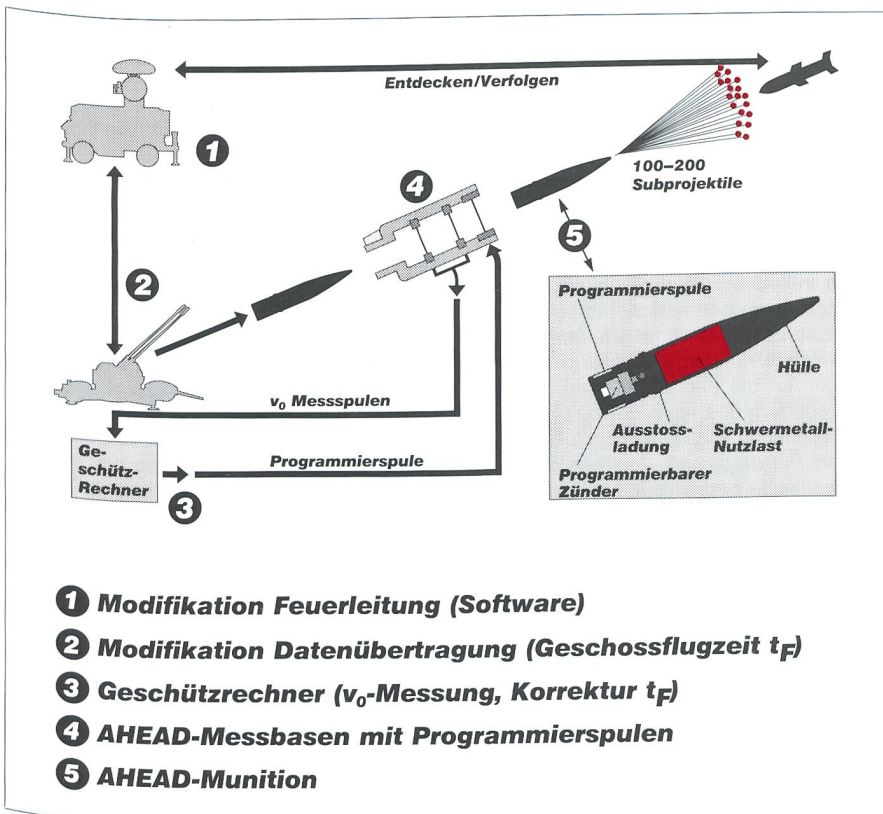 Entdecken/Verfolgen
1
4
100–200
Subprojektile
5
2
Programmierspule
Hülle
v₀ Messspulen
Ausstoss-
ladung
Schwermetall-
Nutzlast
Ge-
schütz-
Rechner
Programmierspule
Programmierbarer
Zünder
3
1 Modifikation Feuerleitung (Software)
2 Modifikation Datenübertragung (Geschossflugzeit tF)
3 Geschützrechner (v₀-Messung, Korrektur tF)
4 AHEAD-Messbasen mit Programmierspulen
5 AHEAD-Munition